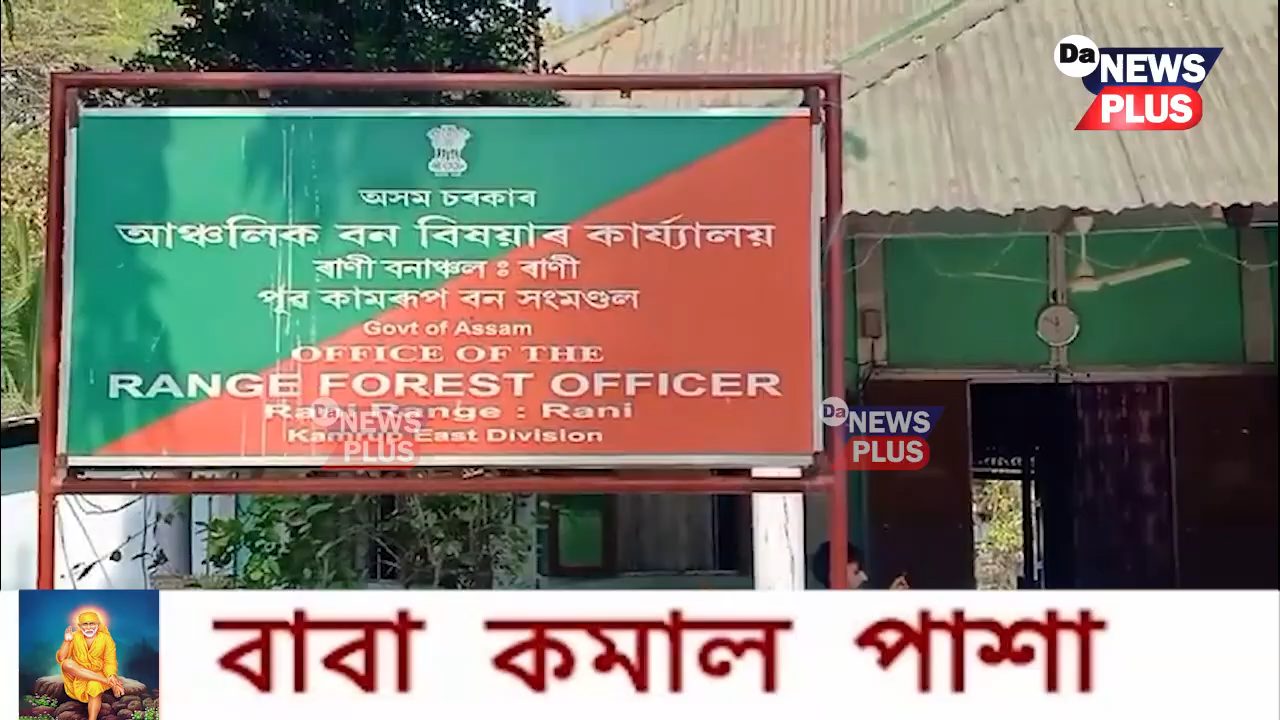 Da NEWS
PLUS
অসম চৰকাৰ
আঞ্চলিক বন বিষয়াৰ কাৰ্য্যালয়
ৰাণী বনাঞ্চল ঃ ৰাণী
পূৱ কামৰূপ বন সংমণ্ডল
Govt of Assam
OFFICE OF THE
RANGE FOREST OFFICER
Rani Range : Rani
Kamrup East Division
Da NEWS
PLUS
Da NEWS
PLUS
বাবা কমাল পাশা